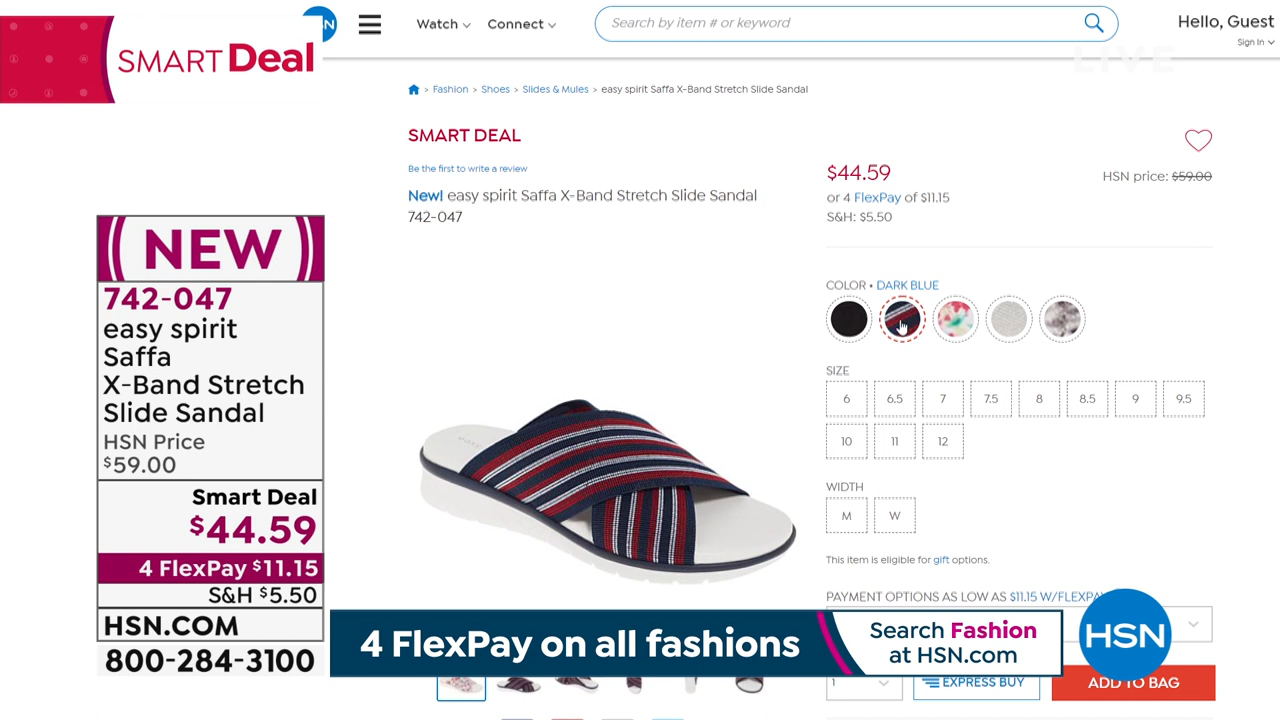 SMART Deal
Watch
Connect
Search by item # or keyword
Hello, Guest
Sign In
LIVE
> Fashion > Shoes > Slides & Mules > easy spirit Saffa X-Band Stretch Slide Sandal
SMART DEAL
Be the first to write a review
New! easy spirit Saffa X-Band Stretch Slide Sandal
742-047
$44.59
HSN price: $59.00
or 4 FlexPay of $11.15
S&H: $5.50
COLOR • DARK BLUE
SIZE
6 6.5 7 7.5 8 8.5 9 9.5
10 11 12
WIDTH
M W
This item is eligible for gift options.
PAYMENT OPTIONS AS LOW AS $11.15 W/FLEXPA
1
EXPRESS BUY
ADD TO BAG
(NEW)
742-047
easy spirit
Saffa
X-Band Stretch
Slide Sandal
HSN Price
$59.00
Smart Deal
$44.59
4 FlexPay $11.15
S&H $5.50
HSN.COM
800-284-3100
4 FlexPay on all fashions
Search Fashion
at HSN.com
HSN